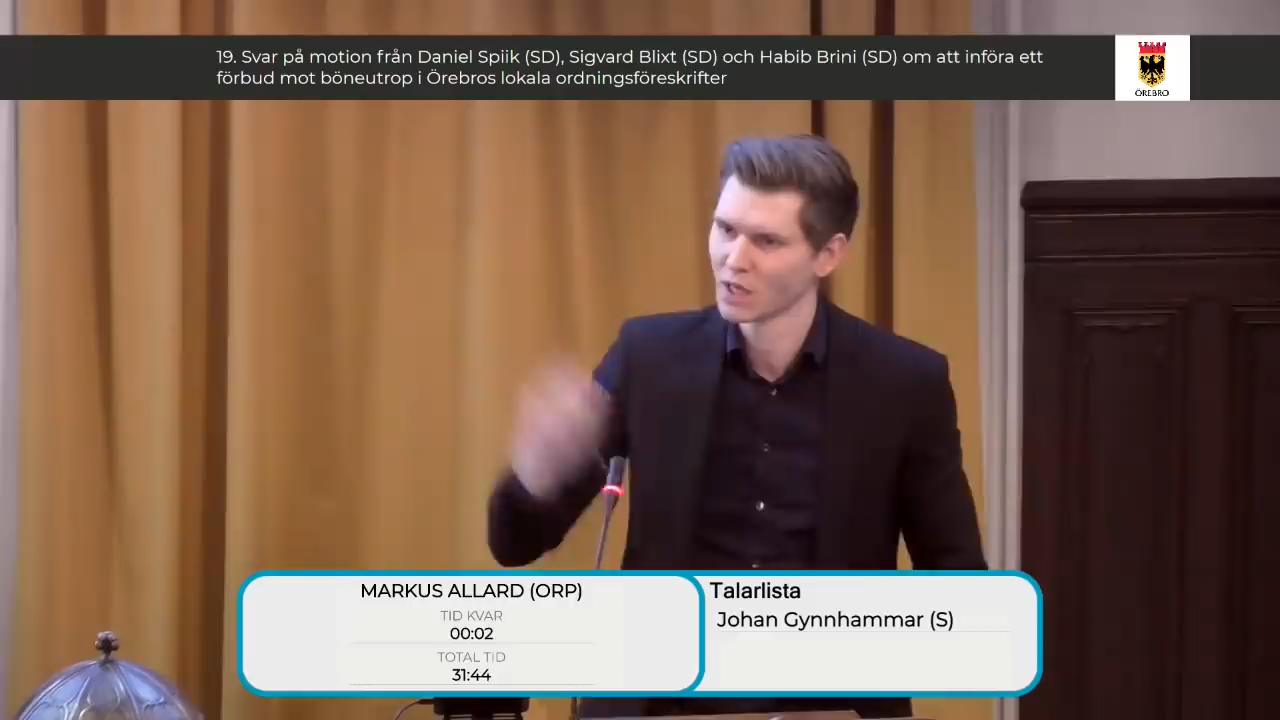 19. Svar på motion från Daniel Spiik (SD), Sigvard Blixt (SD) och Habib Brini (SD) om att införa ett
förbud mot böneutrop i Örebros lokala ordningsföreskrifter
ÖREBRO
MARKUS ALLARD (ORP)
TID KVAR
00:02
TOTAL TID
31:44
Talarlista
Johan Gynnhammar (S)